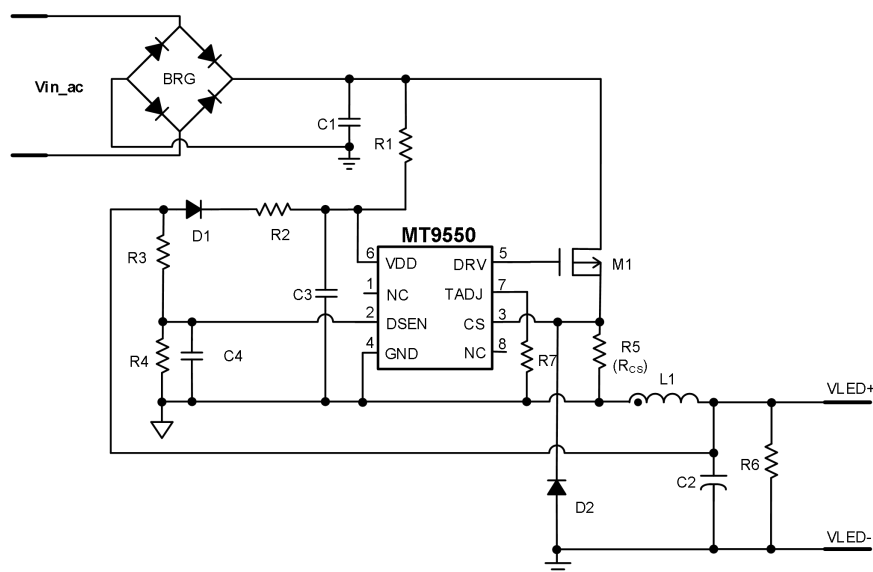 Vin_ac
BRG
C1
R1
D1
R2
R3
MT9550
6
VDD
DRV
5
M1
1
NC
TADJ
7
C3
2
DSEN
CS
3
R4
C4
4
GND
NC
8
R7
R5
(RCS)
L1
VLED+
C2
R6
D2
VLED-